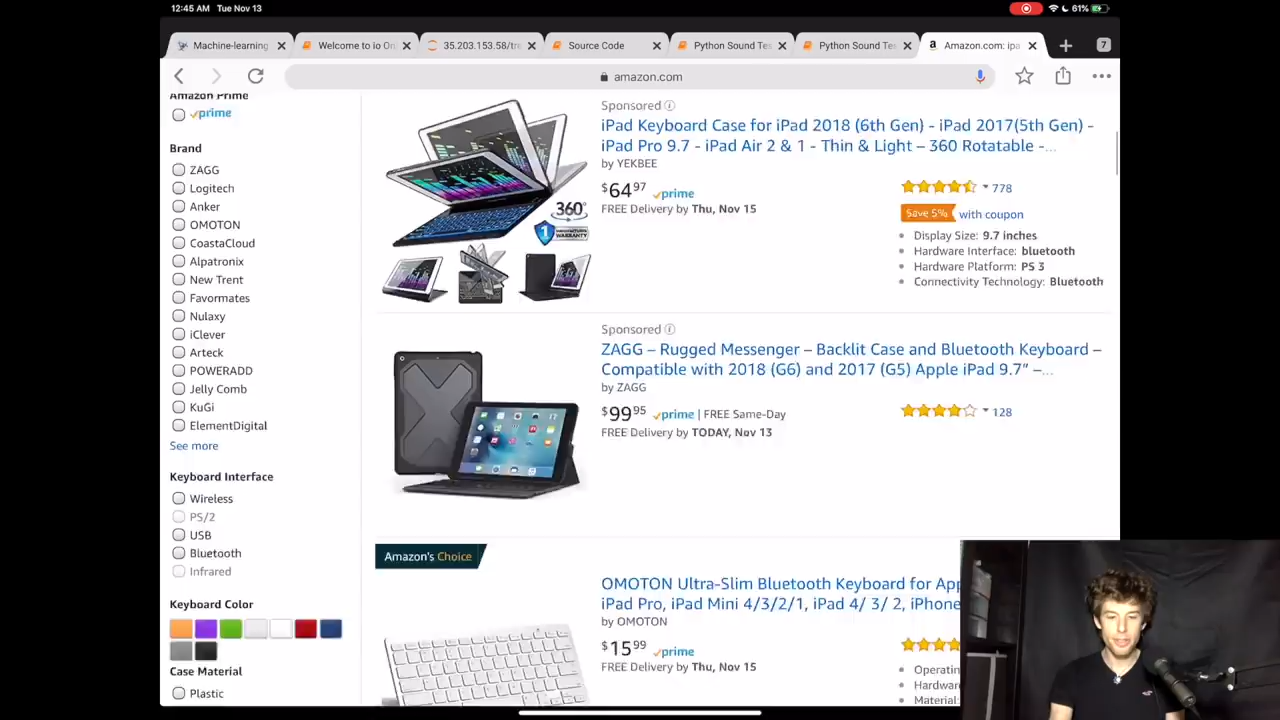 12:45 AM Tue Nov 13
61%
Machine-learning
Welcome to io
35.203.153.58/tre
Source Code
Python Sound Tes
Python Sound Tes
Amazon.com: ipa
7
amazon.com
Amazon Prime
prime
Brand
ZAGG
Logitech
Anker
OMOTON
CoastaCloud
Alpatronix
New Trent
Favormates
Nulaxy
iClever
Arteck
POWERADD
Jelly Comb
KuGi
ElementDigital
See more
Keyboard Interface
Wireless
PS/2
USB
Bluetooth
Infrared
Keyboard Color
Case Material
Plastic
Sponsored
iPad Keyboard Case for iPad 2018 (6th Gen) - iPad 2017(5th Gen) -
iPad Pro 9.7 - iPad Air 2 & 1 - Thin & Light – 360 Rotatable -...
by YEKBEE
$64 97 prime
FREE Delivery by Thu, Nov 15
778
Save 5% with coupon
Display Size: 9.7 inches
Hardware Interface: bluetooth
Hardware Platform: PS 3
Connectivity Technology: Bluetooth
360°
1
Sponsored
ZAGG – Rugged Messenger – Backlit Case and Bluetooth Keyboard –
Compatible with 2018 (G6) and 2017 (G5) Apple iPad 9.7" –...
by ZAGG
$99 95 prime | FREE Same-Day
FREE Delivery by TODAY, Nov 13
128
Amazon's Choice
OMOTON Ultra-Slim Bluetooth Keyboard for App
iPad Pro, iPad Mini 4/3/2/1, iPad 4/ 3/ 2, iPhone
by OMOTON
$15 99 prime
FREE Delivery by Thu, Nov 15
Operatin
Hardwar
Material: